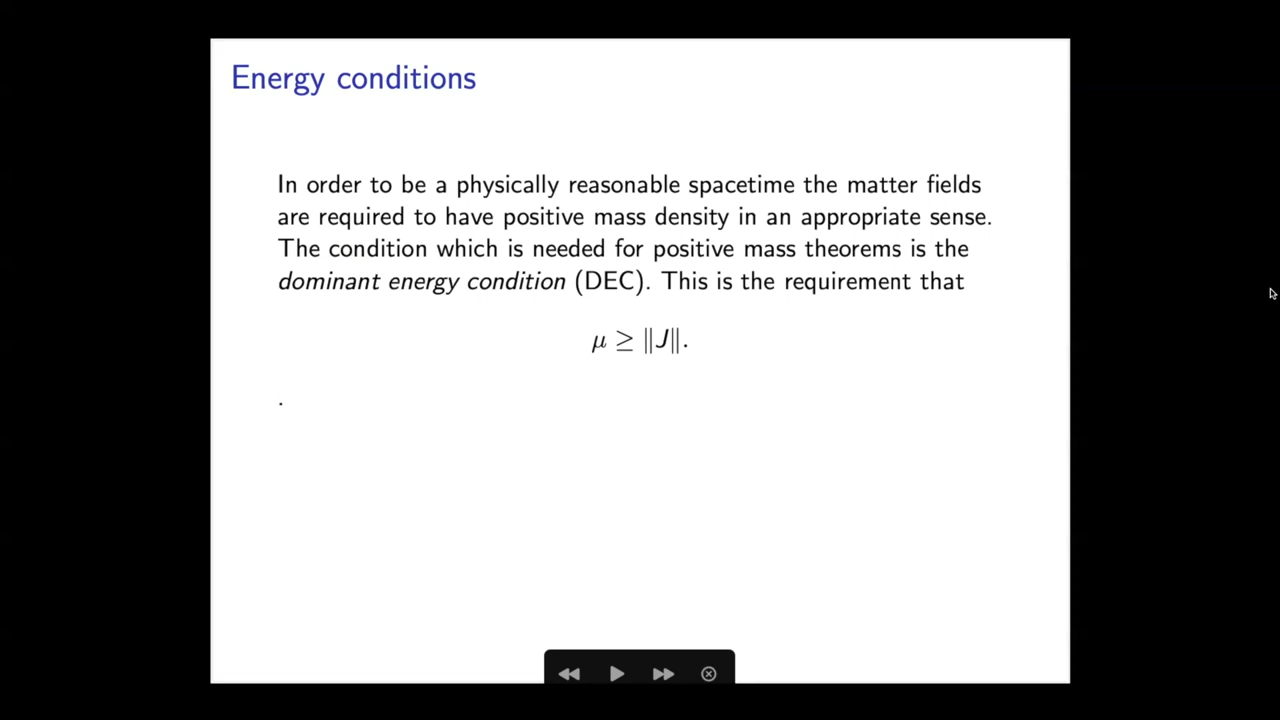 Energy conditions
In order to be a physically reasonable spacetime the matter fields
are required to have positive mass density in an appropriate sense.
The condition which is needed for positive mass theorems is the
dominant energy condition (DEC). This is the requirement that
μ ≥ ‖J‖.
.